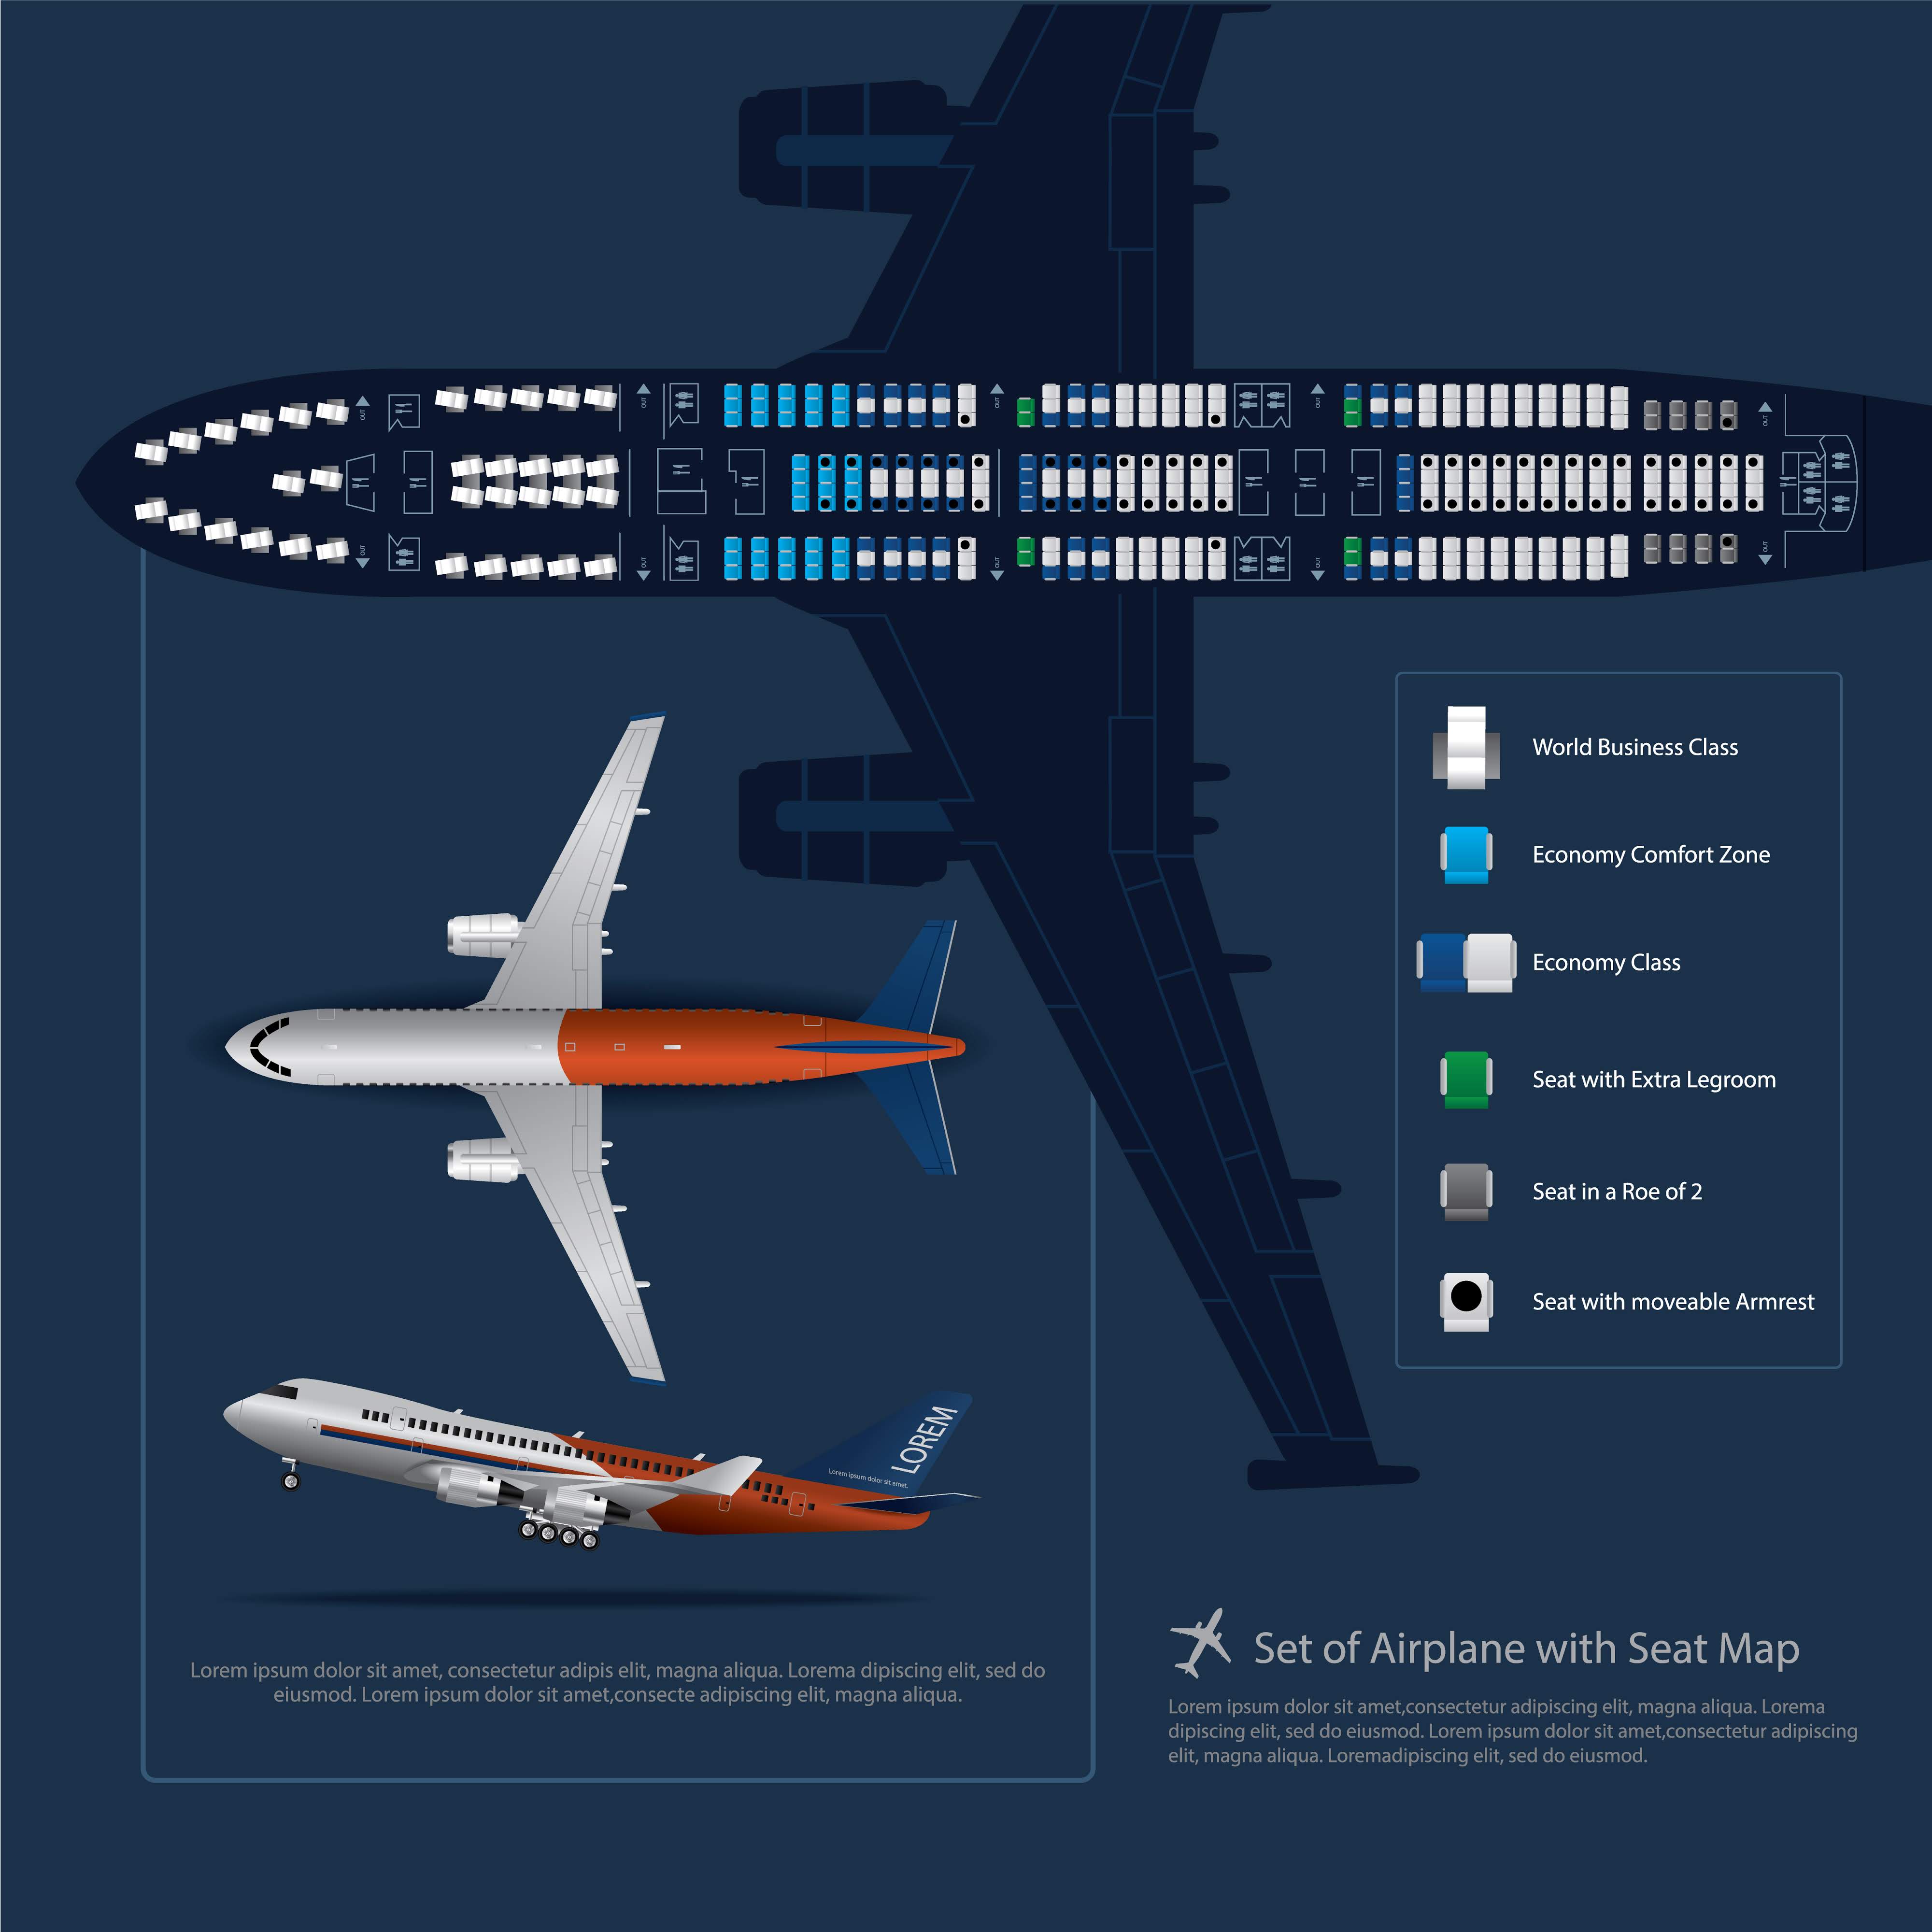 OUT
OUT
OUT
OUT
OUT
OUT
OUT
OUT
OUT
OUT
World Business Class
Economy Comfort Zone
Economy Class
Seat with Extra Legroom
Seat in a Roe of 2
Seat with moveable Armrest
LOREM
Lorem ipsum dolor sit amet.
Lorem ipsum dolor sit amet, consectetur adipis elit, magna aliqua. Lorema dipiscing elit, sed do
eiusmod. Lorem ipsum dolor sit amet,consecte adipiscing elit, magna aliqua.
Set of Airplane with Seat Map
Lorem ipsum dolor sit amet,consectetur adipiscing elit, magna aliqua. Lorema
dipiscing elit, sed do eiusmod. Lorem ipsum dolor sit amet,consectetur adipiscing
elit, magna aliqua. Loremadipiscing elit, sed do eiusmod.